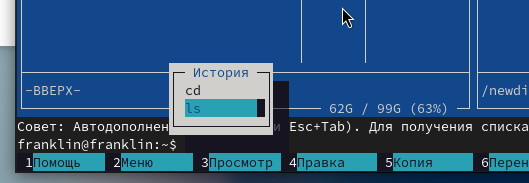 История
cd
-ВВЕРХ-
/newdi
ls
62G / 99G (63%)
Совет: Автодополнен и Esc+Tab). Для получения списка
franklin@franklin:~$
1Помощь 2Меню 3Просмотр 4Правка 5Копия 6Перен